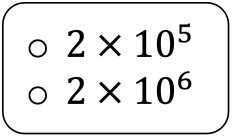 ○ 2 × 10⁵
○ 2 × 10⁶